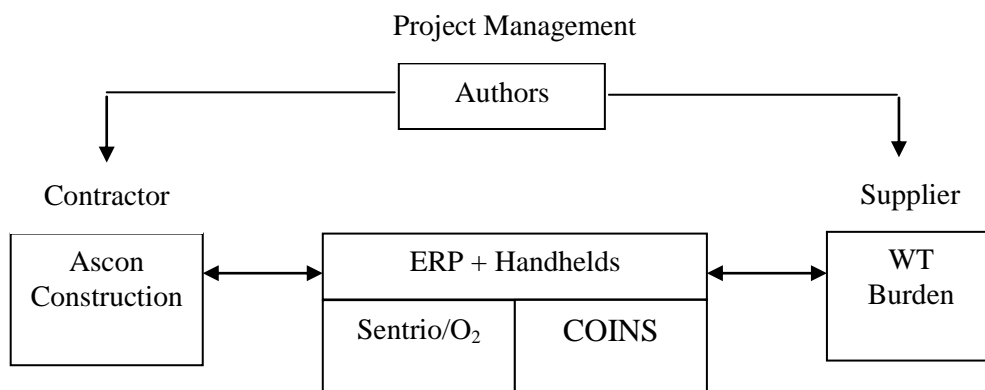 Project Management
Authors
Contractor
Supplier
Ascon
Construction
ERP + Handhelds
WT
Burden
Sentrio/O₂
COINS